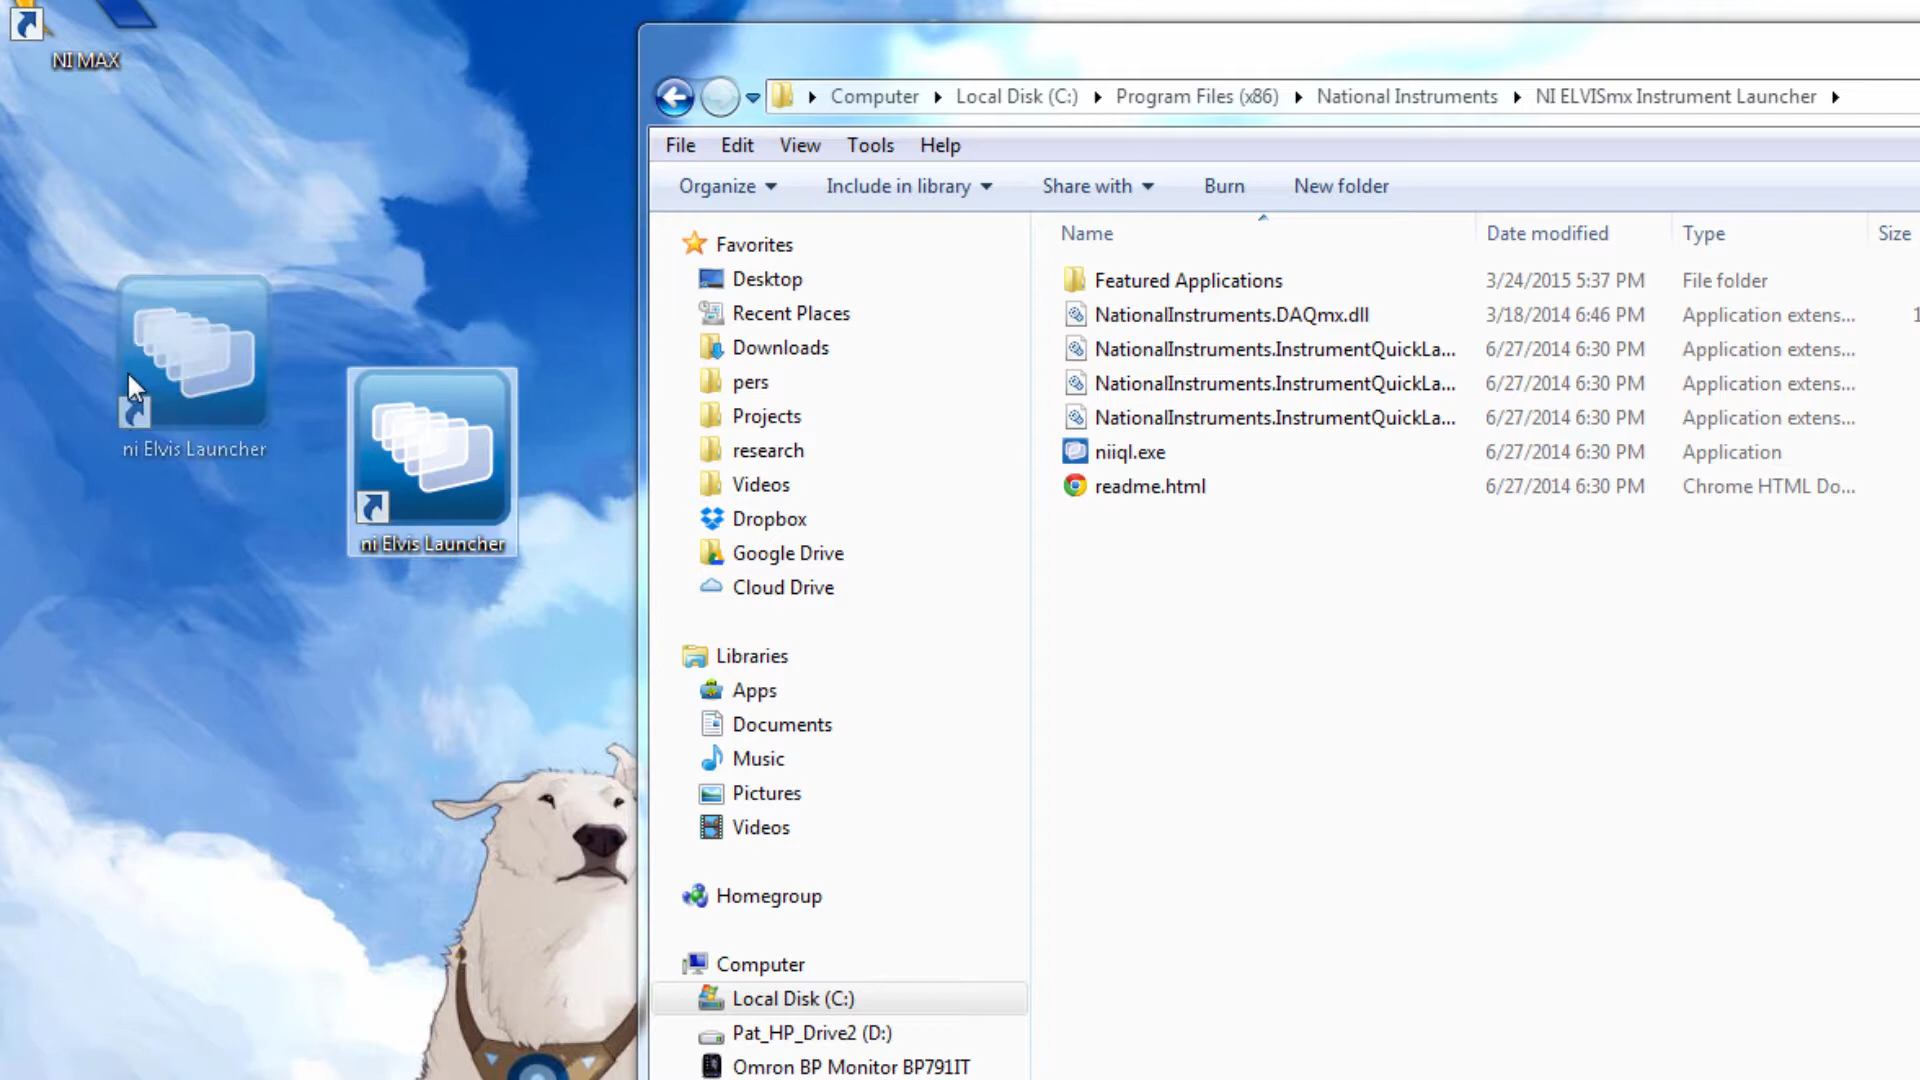 NI MAX
ni Elvis Launcher
ni Elvis Launcher
Computer Local Disk (C:) Program Files (x86) National Instruments NI ELVISmx Instrument Launcher
File Edit View Tools Help
Organize Include in library Share with Burn New folder
Favorites
Desktop
Recent Places
Downloads
pers
Projects
research
Videos
Dropbox
Google Drive
Cloud Drive
Libraries
Apps
Documents
Music
Pictures
Videos
Homegroup
Computer
Local Disk (C:)
Pat_HP_Drive2 (D:)
Omron BP Monitor BP791IT
Name Date modified Type Size
Featured Applications 3/24/2015 5:37 PM File folder
NationalInstruments.DAQmx.dll 3/18/2014 6:46 PM Application extens... 1
NationalInstruments.InstrumentQuickLa... 6/27/2014 6:30 PM Application extens...
NationalInstruments.InstrumentQuickLa... 6/27/2014 6:30 PM Application extens...
NationalInstruments.InstrumentQuickLa... 6/27/2014 6:30 PM Application extens...
niiql.exe 6/27/2014 6:30 PM Application
readme.html 6/27/2014 6:30 PM Chrome HTML Do...